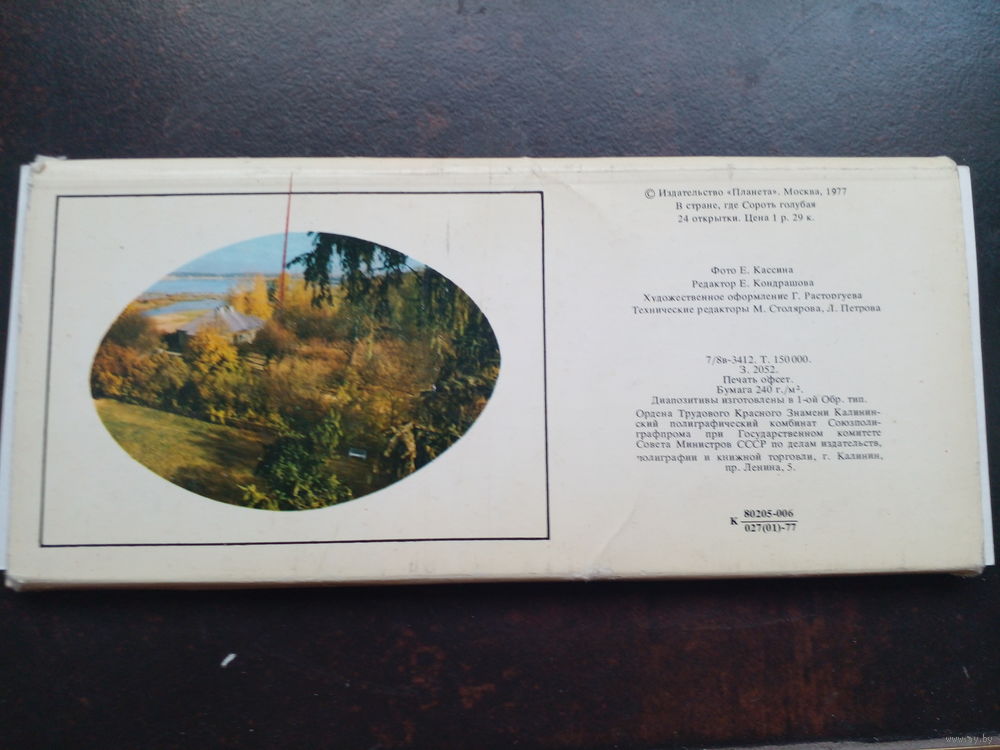 © Издательство «Планета». Москва, 1977
В стране, где Сороть голубая
24 открытки. Цена 1 р. 29 к.
Фото Е. Кассина
Редактор Е. Кондрашова
Художественное оформление Г. Расторгуева
Технические редакторы М. Столярова, Л. Петрова
7/8в-3412. Т. 150 000.
З. 2052.
Печать офсет.
Бумага 240 г./м².
Диапозитивы изготовлены в 1-ой Обр. тип.
Ордена Трудового Красного Знамени Калинин-
ский полиграфический комбинат Союзполи-
графпрома при Государственном комитете
Совета Министров СССР по делам издательств,
полиграфии и книжной торговли, г. Калинин,
пр. Ленина, 5.
К 80205-006
027(01)-77
www.ay.by